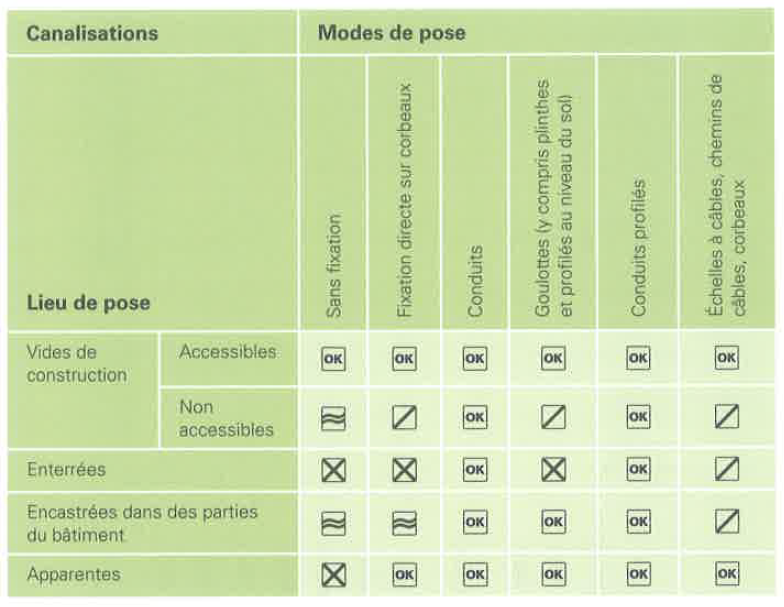 Canalisations Modes de pose
Lieu de pose
Sans fixation
Fixation directe sur corbeaux
Conduits
Goulottes (y compris plinthes
et profilés au niveau du sol)
Conduits profilés
Échelles à câbles, chemins de
câbles, corbeaux
Vides de
construction
Accessibles
OK OK OK OK OK OK
Non
accessibles
OK OK
Enterrées
OK OK
Encastrées dans des parties
du bâtiment
OK OK OK
Apparentes
OK OK OK OK OK